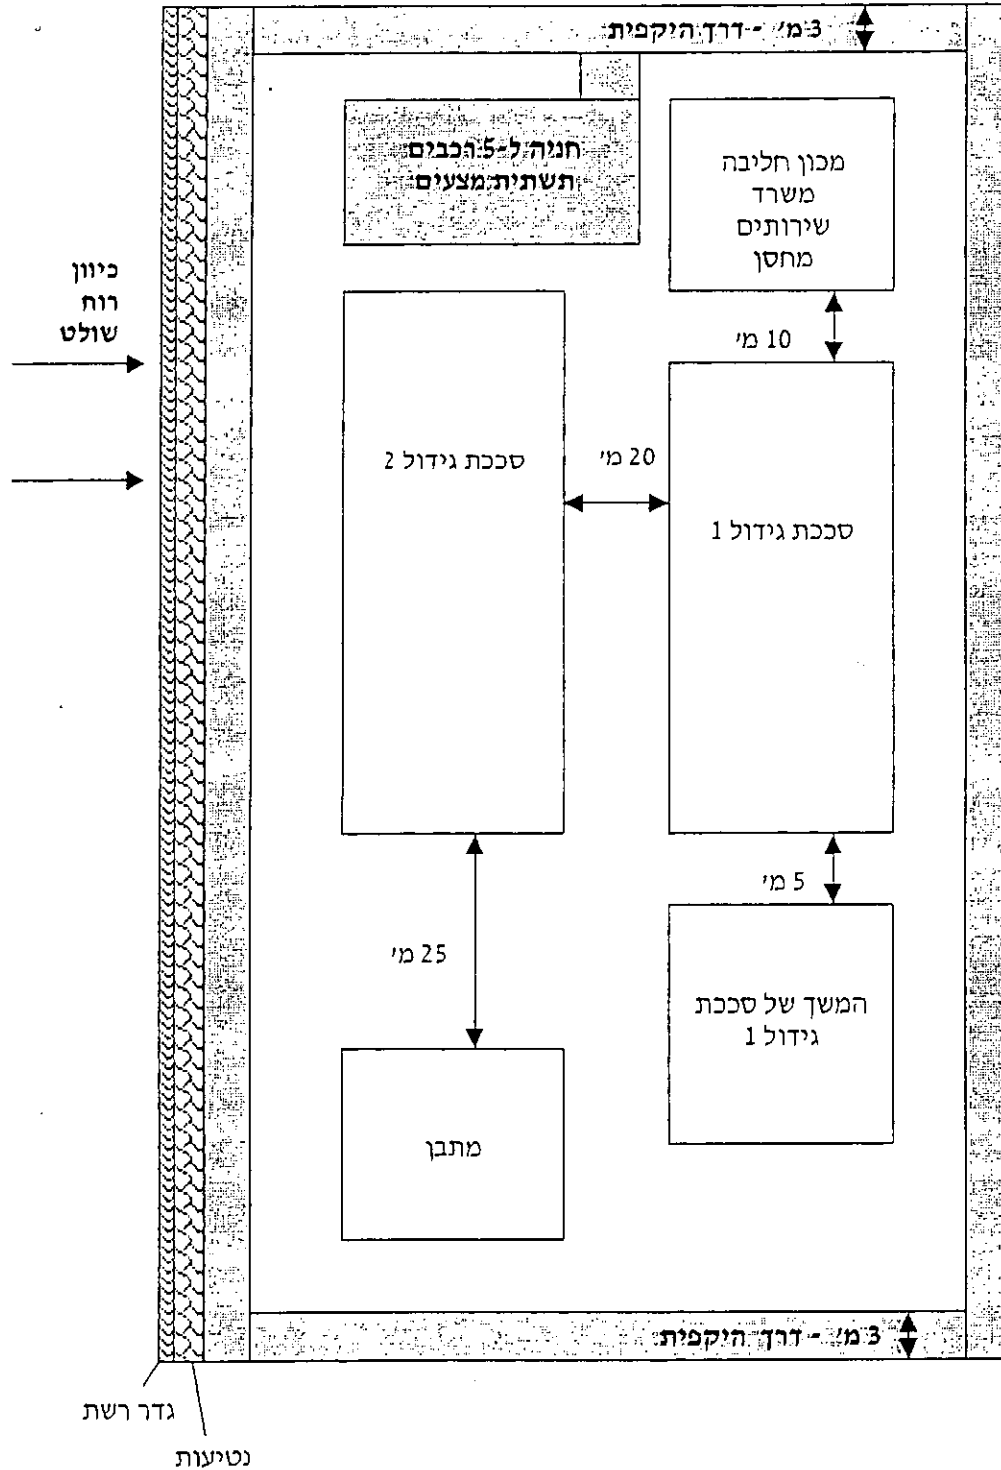 3 מ' - דרך היקפית
חניה ל-5 רכבים
תשתית מצעים
מכון חליבה
משרד
שירותים
מחסן
כיוון
רוח
שולט
10 מ'
סככת גידול 2
20 מ'
סככת גידול 1
5 מ'
25 מ'
המשך של סככת
גידול 1
מתבן
3 מ' - דרך היקפית
גדר רשת
נטיעות